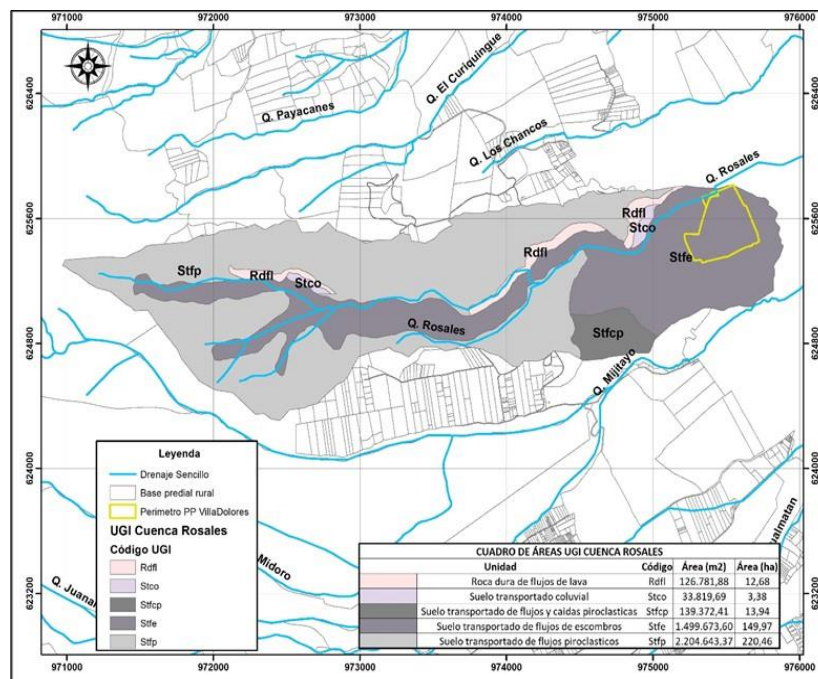 971000 972000 973000 974000 975000 976000
626400 626400
625600 625600
624800 624800
624000 624000
623200 623200
Q. Payacanes
Q. El Curiquingue
Q. Los Chancos
Q. Rosales
Rdfl
Stco
Stfe
Rdfl
Stfp
Rdfl
Stco
Q. Rosales
Stfcp
Q. Mijitayo
Midoro
Q. Juanal
ualmatan
Leyenda
Drenaje Sencillo
Base predial rural
Perimetro PP VillaDolores
UGI Cuenca Rosales
Código UGI
Rdfl
Stco
Stfcp
Stfe
Stfp
CUADRO DE ÁREAS UGI CUENCA ROSALES
Unidad Código Área (m2) Área (ha)
Roca dura de flujos de lava Rdfl 126.781,88 12,68
Suelo transportado coluvial Stco 33.819,69 3,38
Suelo transportado de flujos y caidas piroclasticas Stfcp 139.372,41 13,94
Suelo transportado de flujos de escombros Stfe 1.499.673,60 149,97
Suelo transportado de flujos piroclasticos Stfp 2.204.643,37 220,46
971000 972000 973000 974000 975000 976000